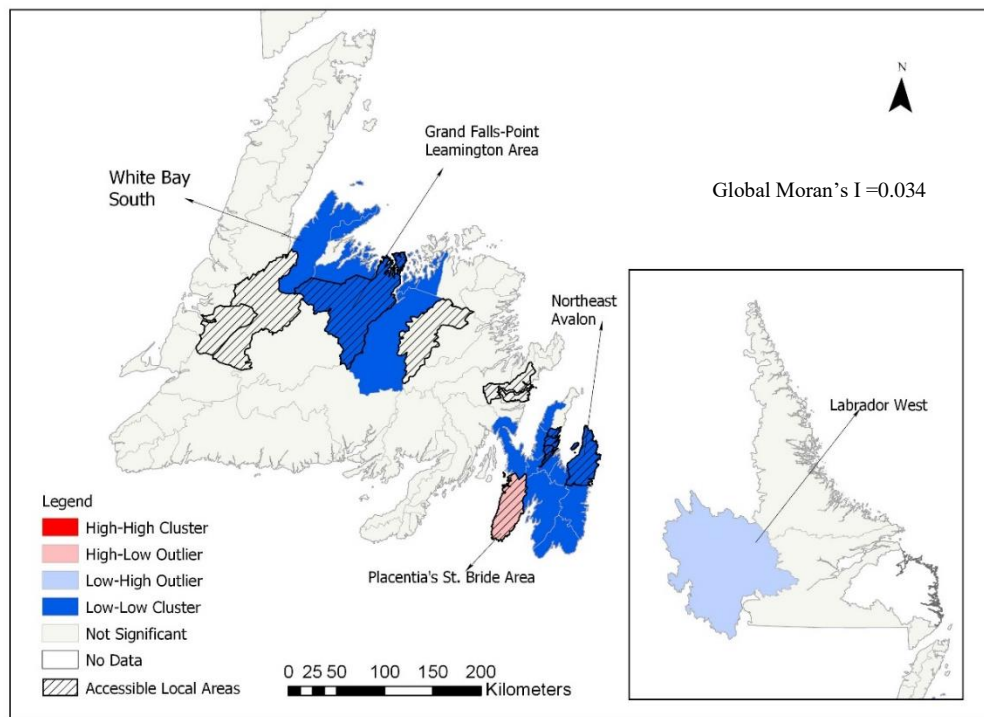 N
Grand Falls-Point
Leamington Area
White Bay
South
Global Moran's I =0.034
Northeast
Avalon
Labrador West
Legend
High-High Cluster
High-Low Outlier
Low-High Outlier
Low-Low Cluster
Not Significant
No Data
Accessible Local Areas
Placentia's St. Bride Area
0 25 50 100 150 200
Kilometers